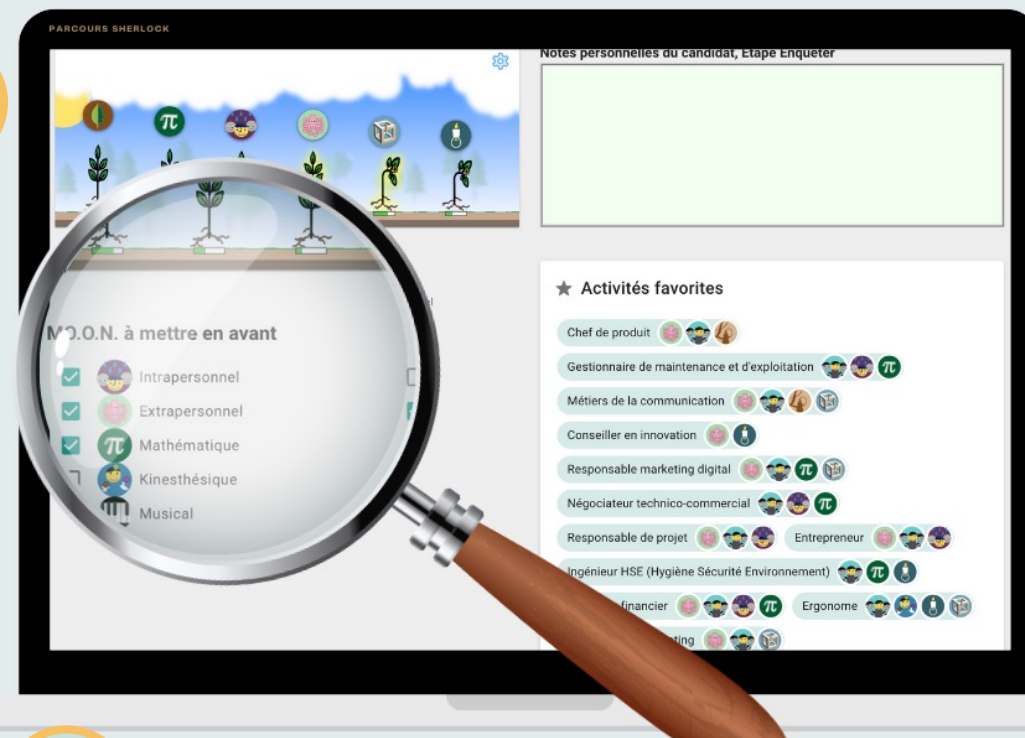 PARCOURS SHERLOCK
Notes personnelles du candidat, Etape Enquêter
M.O.O.N. à mettre en avant
Intrapersonnel
Extrapersonnel
Mathématique
Kinesthésique
Musical
Activités favorites
Chef de produit
Gestionnaire de maintenance et d'exploitation
Métiers de la communication
Conseiller en innovation
Responsable marketing digital
Négociateur technico-commercial
Responsable de projet Entrepreneur
Ingénieur HSE (Hygiène Sécurité Environnement)
financier Ergonome